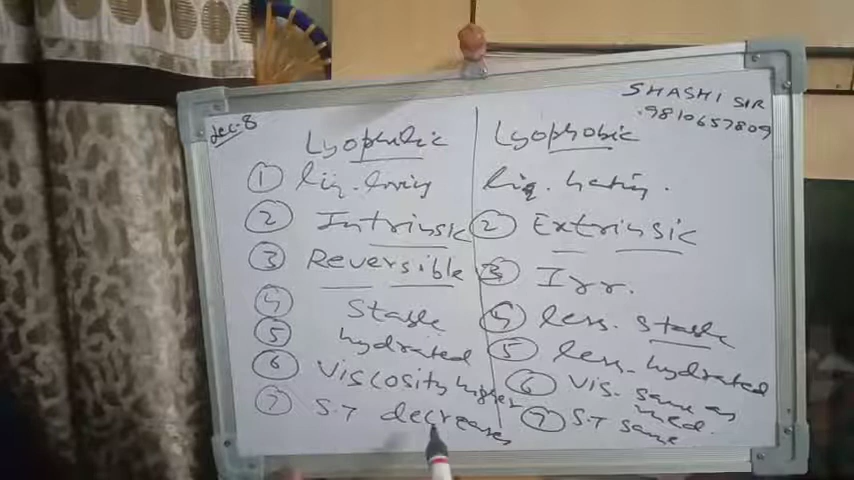 SHASHI SIR
.9810657809
dec-8
Lyophilic Lyophobic
① liq. loving liq. hating.
② Intrinsic ② Extrinsic
③ Reversible ③ Irr.
④ Stable ④ less. stable
⑤ hydrated ⑤ less. hydrated
⑥ Viscosity higher ⑥ Vis. same as med.
⑦ S.T decreases ⑦ S.T same